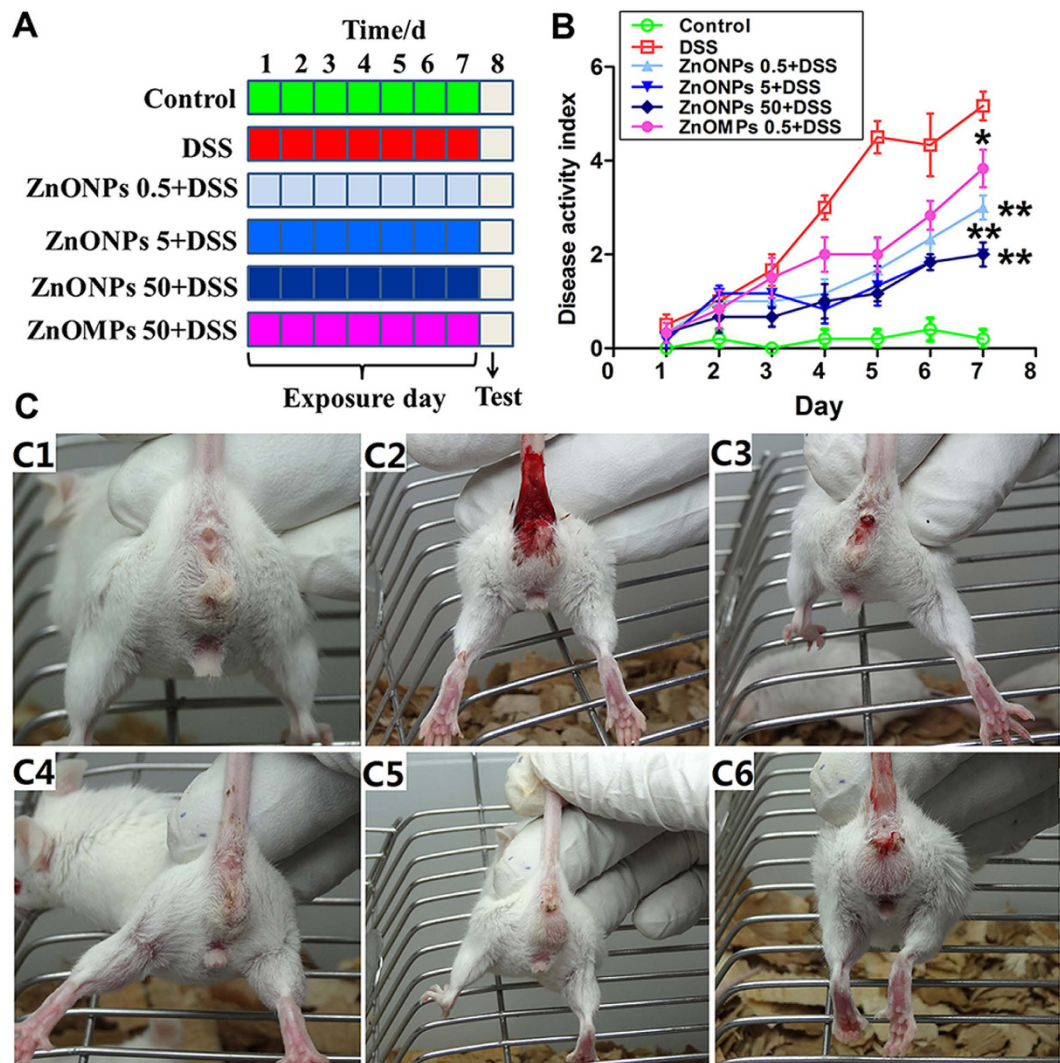 A
Time/d
1 2 3 4 5 6 7 8
Control
DSS
ZnONPs 0.5+DSS
ZnONPs 5+DSS
ZnONPs 50+DSS
ZnOMPs 50+DSS
Exposure day Test
B
Control
DSS
ZnONPs 0.5+DSS
ZnONPs 5+DSS
ZnONPs 50+DSS
ZnOMPs 0.5+DSS
Disease activity index
6
4
2
0
*
**
**
**
0 1 2 3 4 5 6 7 8
Day
C
C1 C2 C3
C4 C5 C6